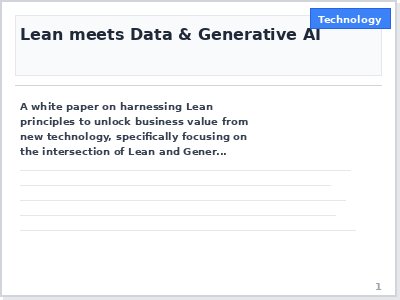 Technology
Lean meets Data & Generative AI
A white paper on harnessing Lean
principles to unlock business value from
new technology, specifically focusing on
the intersection of Lean and Gener...
1